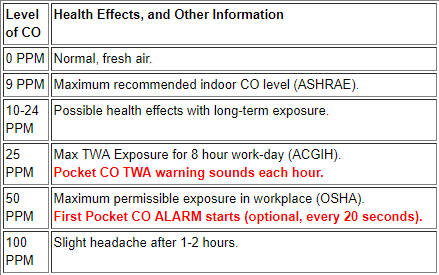 Level of CO
Health Effects, and Other Information
0 PPM
Normal, fresh air.
9 PPM
Maximum recommended indoor CO level (ASHRAE).
10-24 PPM
Possible health effects with long-term exposure.
25 PPM
Max TWA Exposure for 8 hour work-day (ACGIH).
Pocket CO TWA warning sounds each hour.
50 PPM
Maximum permissible exposure in workplace (OSHA).
First Pocket CO ALARM starts (optional, every 20 seconds).
100 PPM
Slight headache after 1-2 hours.